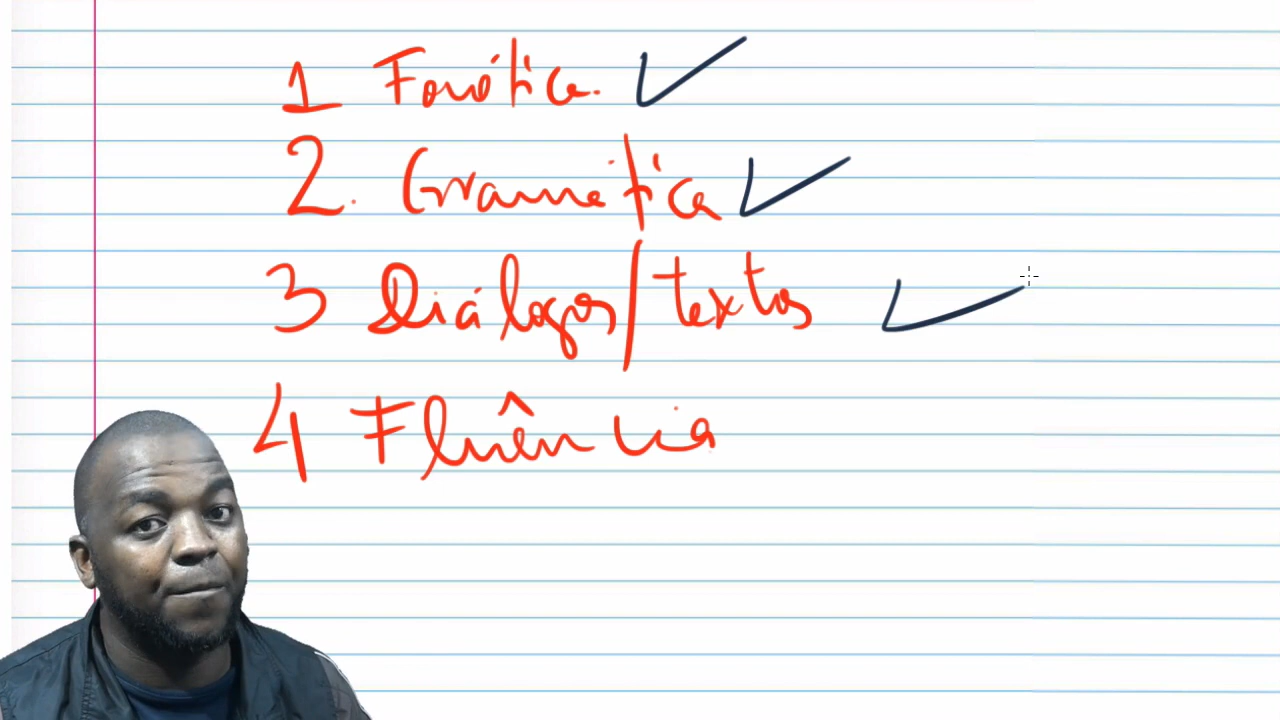 1 Fonética.
2. Gramática
3 Diálogos/textos
4 Fluência